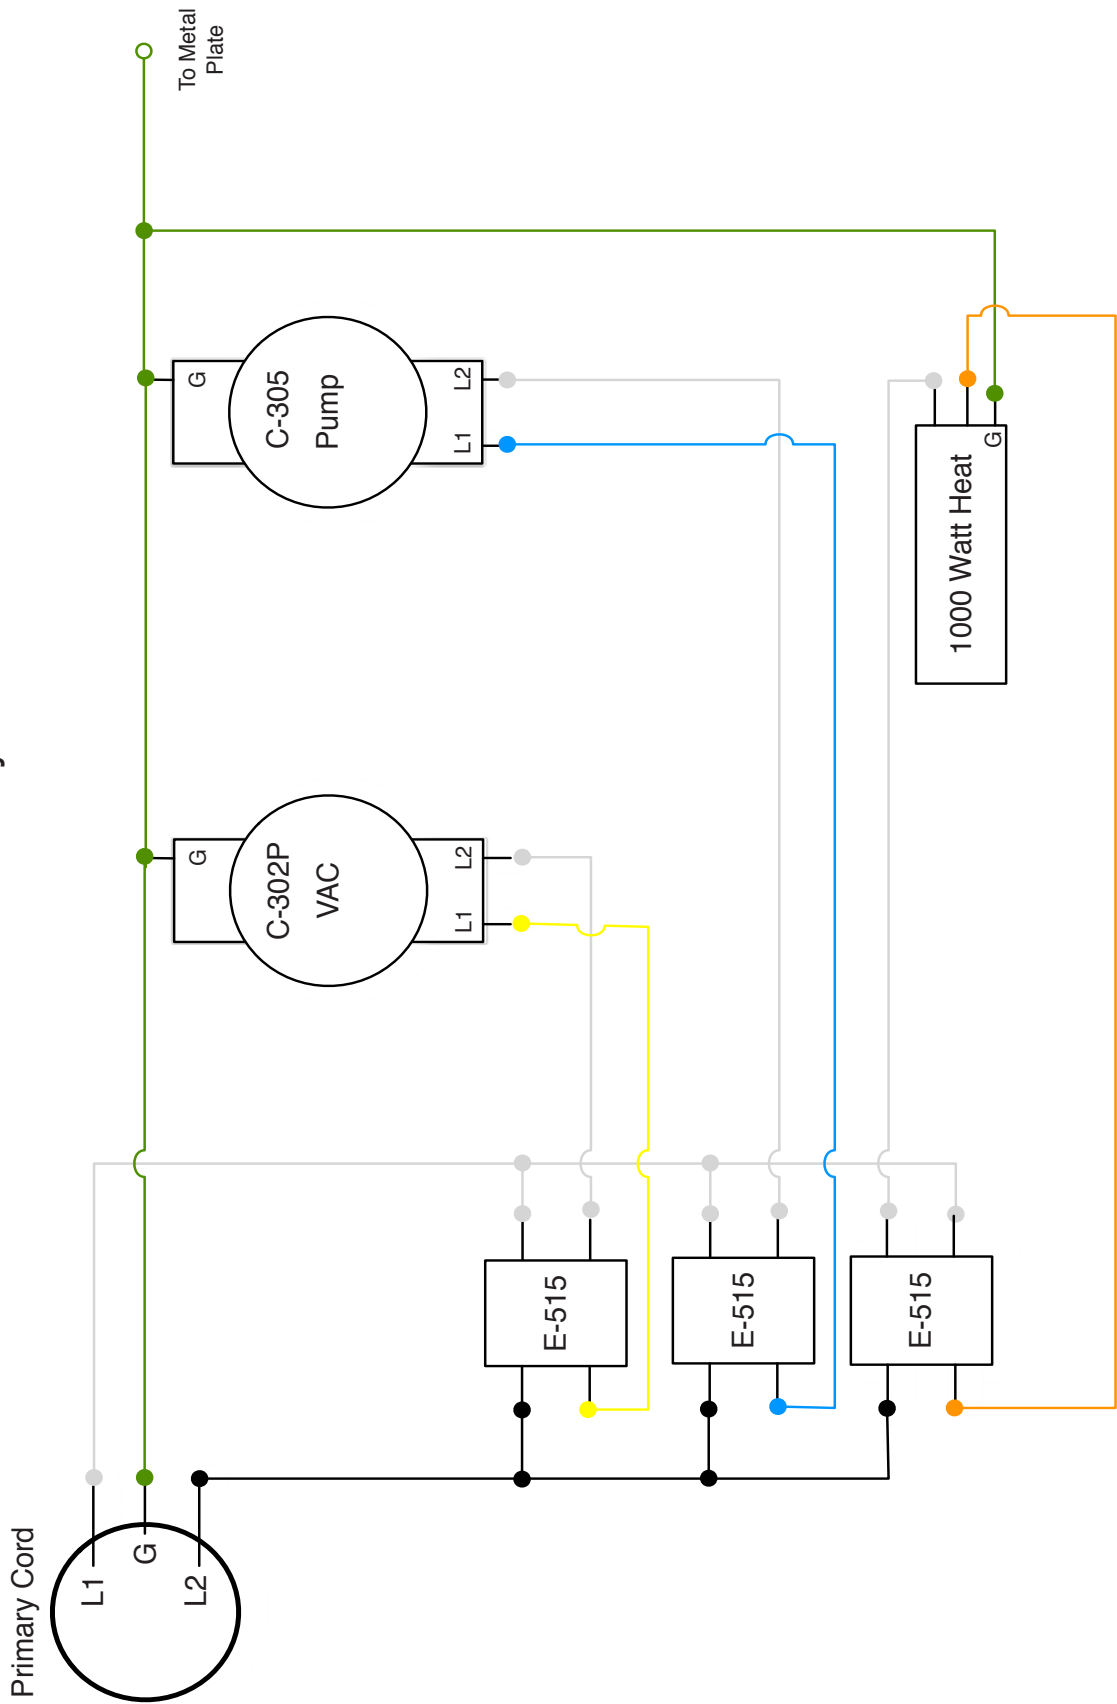 Primary Cord
L1
G
L2
G
C-302P
VAC
L1
L2
G
C-305
Pump
L1
L2
To Metal
Plate
E-515
E-515
E-515
1000 Watt Heat
G